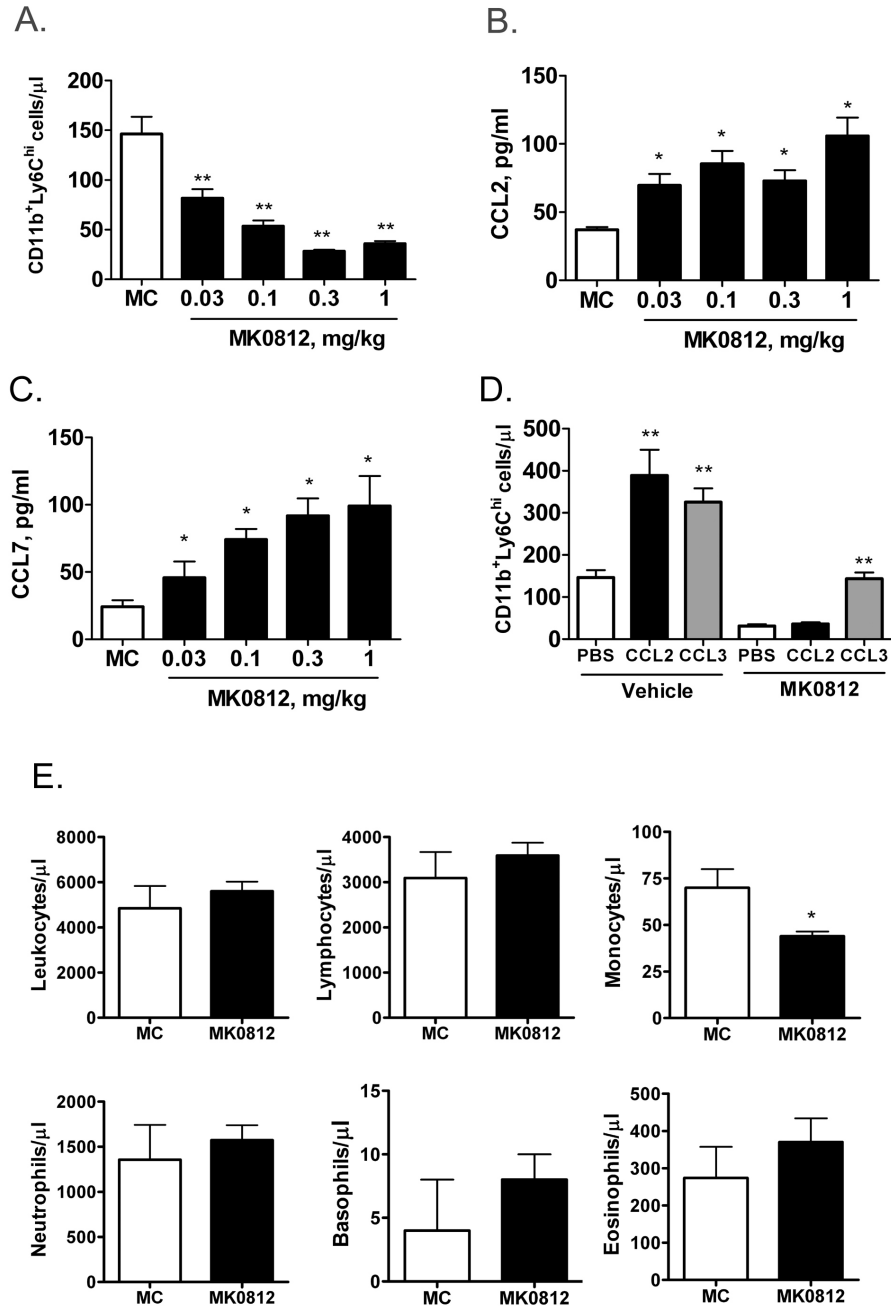 A.
CD11b⁺Ly6Cʰⁱ cells/µl
200
150
100
50
0
**
**
**
**
MC 0.03 0.1 0.3 1
MK0812, mg/kg
B.
CCL2, pg/ml
150
100
50
0
*
*
*
*
MC 0.03 0.1 0.3 1
MK0812, mg/kg
C.
CCL7, pg/ml
150
100
50
0
*
*
*
*
MC 0.03 0.1 0.3 1
MK0812, mg/kg
D.
CD11b⁺Ly6Cʰⁱ cells/µl
500
400
300
200
100
0
**
**
**
PBS CCL2 CCL3 PBS CCL2 CCL3
Vehicle MK0812
E.
Leukocytes/µl
8000
6000
4000
2000
0
MC MK0812
Lymphocytes/µl
4000
3000
2000
1000
0
MC MK0812
Monocytes/µl
100
75
50
25
0
*
MC MK0812
Neutrophils/µl
2000
1500
1000
500
0
MC MK0812
Basophils/µl
15
10
5
0
MC MK0812
Eosinophils/µl
500
400
300
200
100
0
MC MK0812